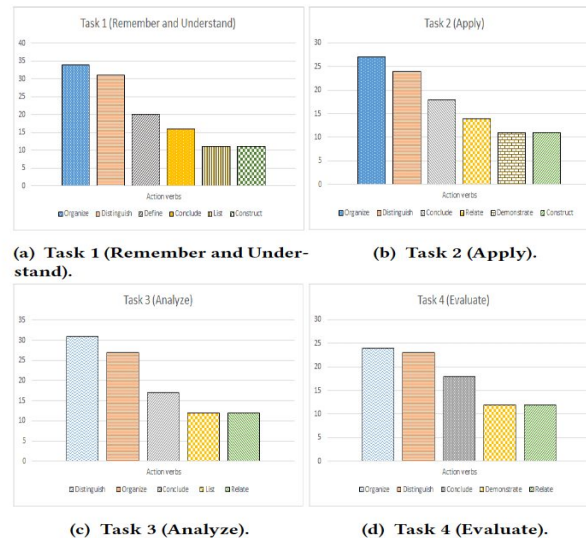 Task 1 (Remember and Understand)
40
35
30
25
20
15
10
5
0
Action verbs
Organize Distinguish Define Conclude List Construct
(a) Task 1 (Remember and Under-
stand).
Task 2 (Apply)
30
25
20
15
10
5
0
Action verbs
Organize Distinguish Conclude Relate Demonstrate Construct
(b) Task 2 (Apply).
Task 3 (Analyze)
35
30
25
20
15
10
5
0
Action verbs
Distinguish Organize Conclude List Relate
(c) Task 3 (Analyze).
Task 4 (Evaluate)
30
25
20
15
10
5
0
Action verbs
Organize Distinguish Conclude Demonstrate Relate
(d) Task 4 (Evaluate).